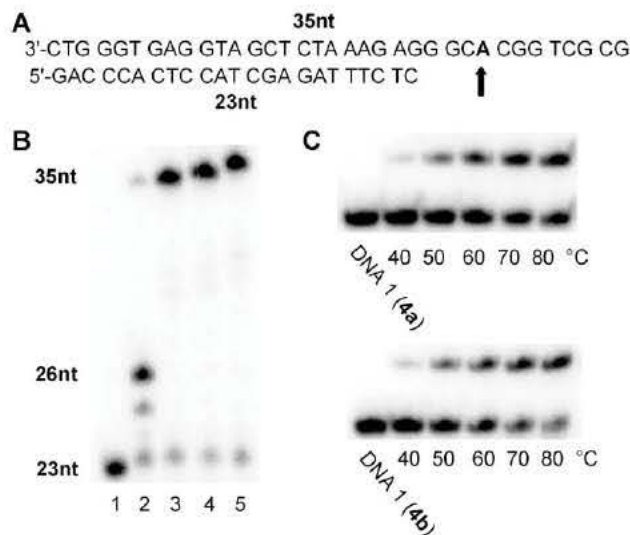 A
35nt
3'-CTG GGT GAG GTA GCT CTA AAG AGG GCA CGG TCG CG
5'-GAC CCA CTC CAT CGA GAT TTC TC
23nt
B
35nt
26nt
23nt
1 2 3 4 5
C
DNA 1 (4a) 40 50 60 70 80 °C
DNA 1 (4b) 40 50 60 70 80 °C